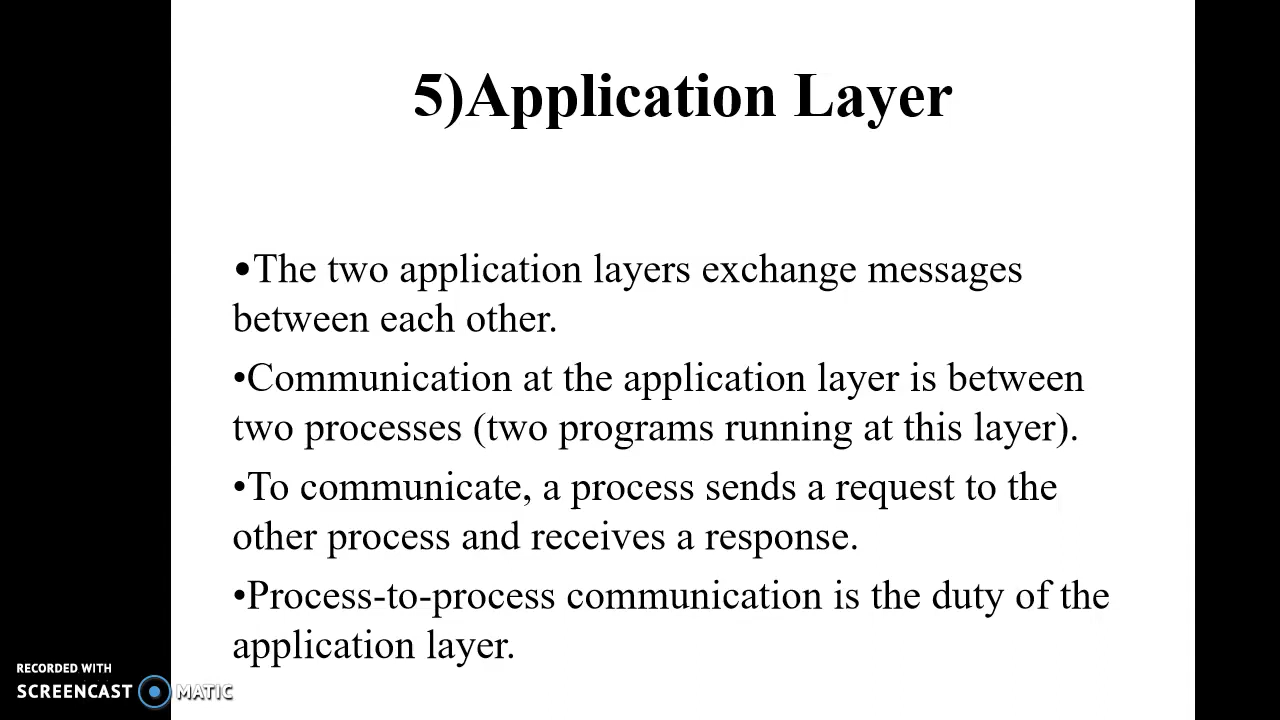 5)Application Layer
•The two application layers exchange messages
between each other.
•Communication at the application layer is between
two processes (two programs running at this layer).
•To communicate, a process sends a request to the
other process and receives a response.
•Process-to-process communication is the duty of the
application layer.
RECORDED WITH
SCREENCAST MATIC